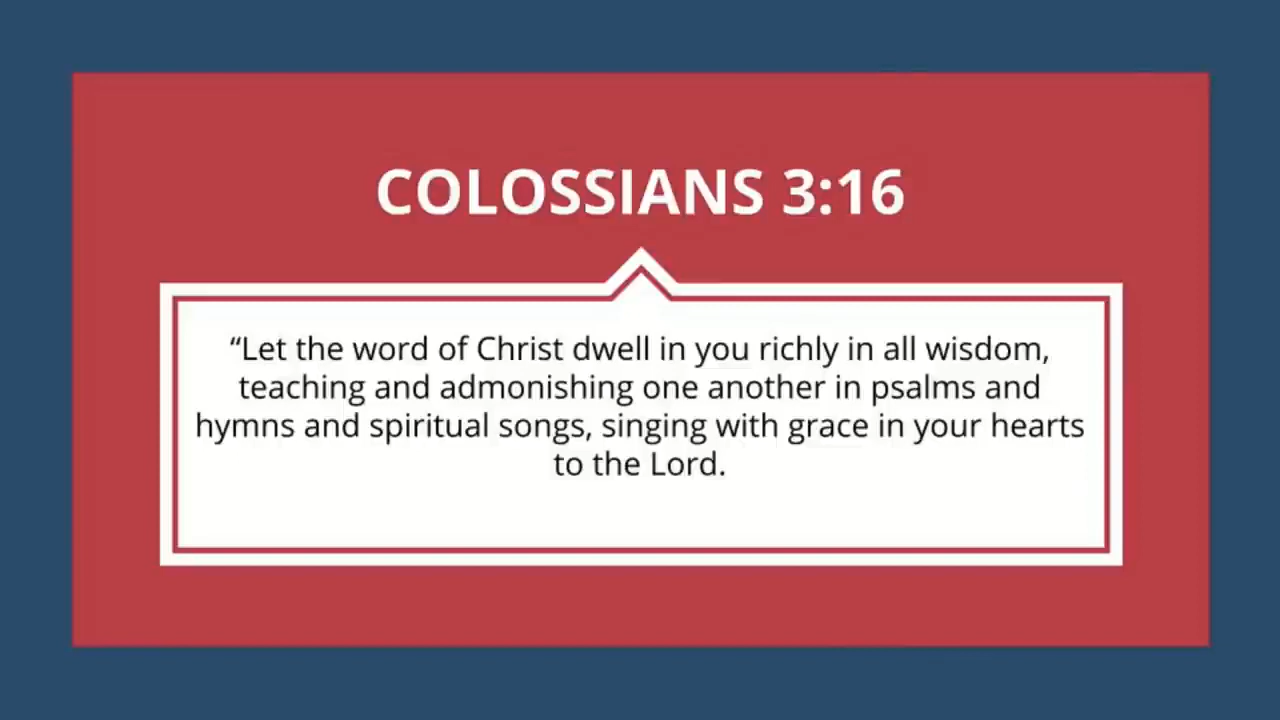 COLOSSIANS 3:16
“Let the word of Christ dwell in you richly in all wisdom,
teaching and admonishing one another in psalms and
hymns and spiritual songs, singing with grace in your hearts
to the Lord.